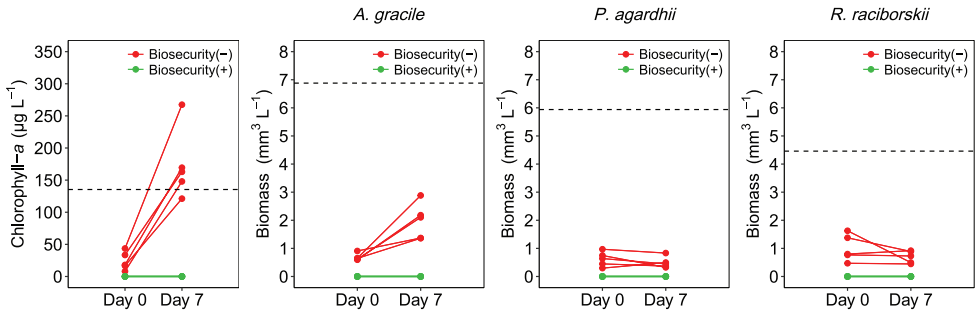 A. gracile
P. agardhii
R. raciborskii
Chlorophyll−a (μg L−1)
350
300
250
200
150
100
50
0
Biosecurity(−)
Biosecurity(+)
Day 0 Day 7
Biomass (mm3 L−1)
8
7
6
5
4
3
2
1
0
Biosecurity(−)
Biosecurity(+)
Day 0 Day 7
Biomass (mm3 L−1)
8
7
6
5
4
3
2
1
0
Biosecurity(−)
Biosecurity(+)
Day 0 Day 7
Biomass (mm3 L−1)
8
7
6
5
4
3
2
1
0
Biosecurity(−)
Biosecurity(+)
Day 0 Day 7